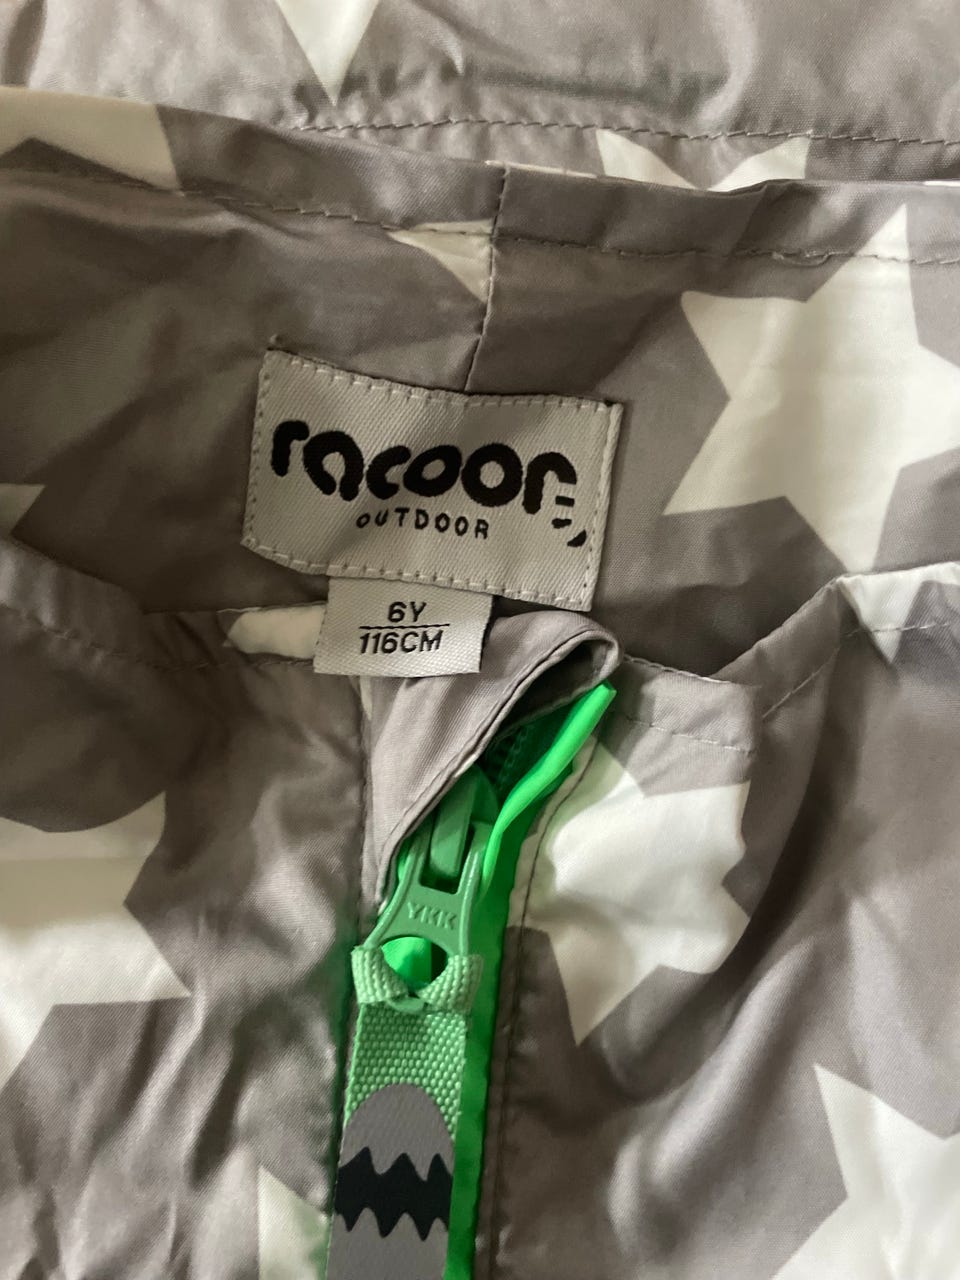 racoon
OUTDOOR
6Y
116CM
YKK